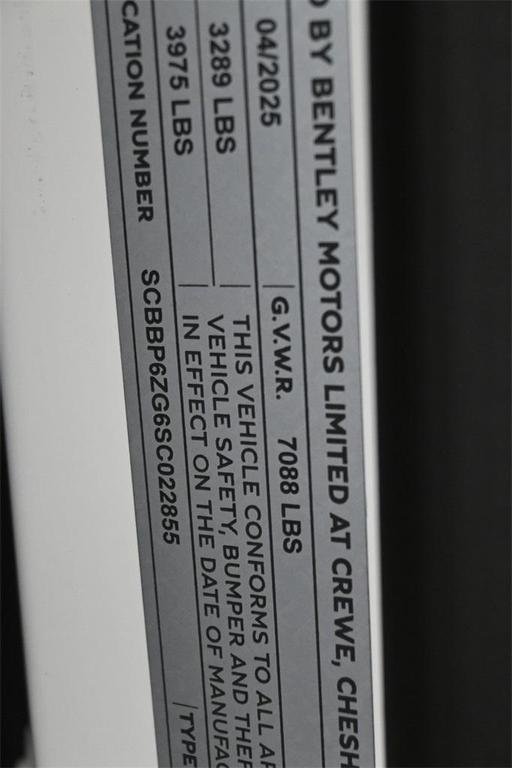 ) BY BENTLEY MOTORS LIMITED AT CREWE, CHESH
04/2025 G.V.W.R. 7088 LBS
3289 LBS THIS VEHICLE CONFORMS TO ALL AP
VEHICLE SAFETY, BUMPER AND THEF
3975 LBS IN EFFECT ON THE DATE OF MANUFAC
CATION NUMBER SCBBP6ZG6SC022855 TYPE